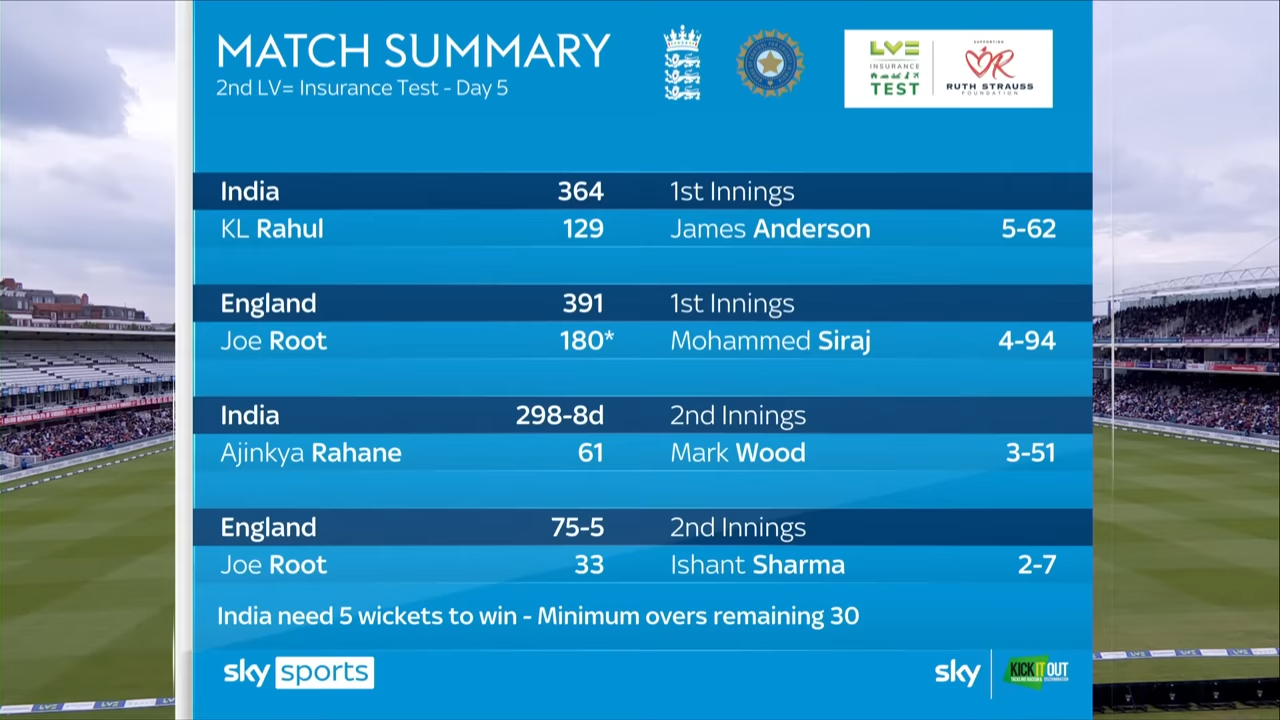 MATCH SUMMARY
2nd LV= Insurance Test - Day 5
LVE
INSURANCE
TEST
SUPPORTING
RUTH STRAUSS
FOUNDATION
India 364 1st Innings
KL Rahul 129 James Anderson 5-62
England 391 1st Innings
Joe Root 180* Mohammed Siraj 4-94
India 298-8d 2nd Innings
Ajinkya Rahane 61 Mark Wood 3-51
England 75-5 2nd Innings
Joe Root 33 Ishant Sharma 2-7
India need 5 wickets to win - Minimum overs remaining 30
sky sports
sky KICK IT OUT